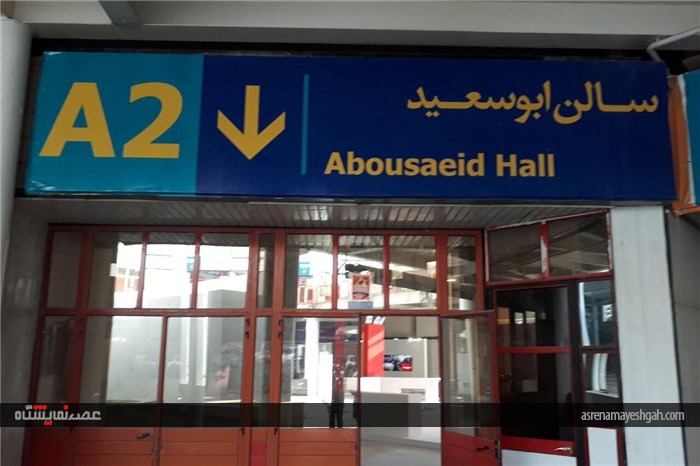 A2
سالن ابوسعید
Abousaeid Hall
عصر نمایشگاه
asrenamayeshgah.com